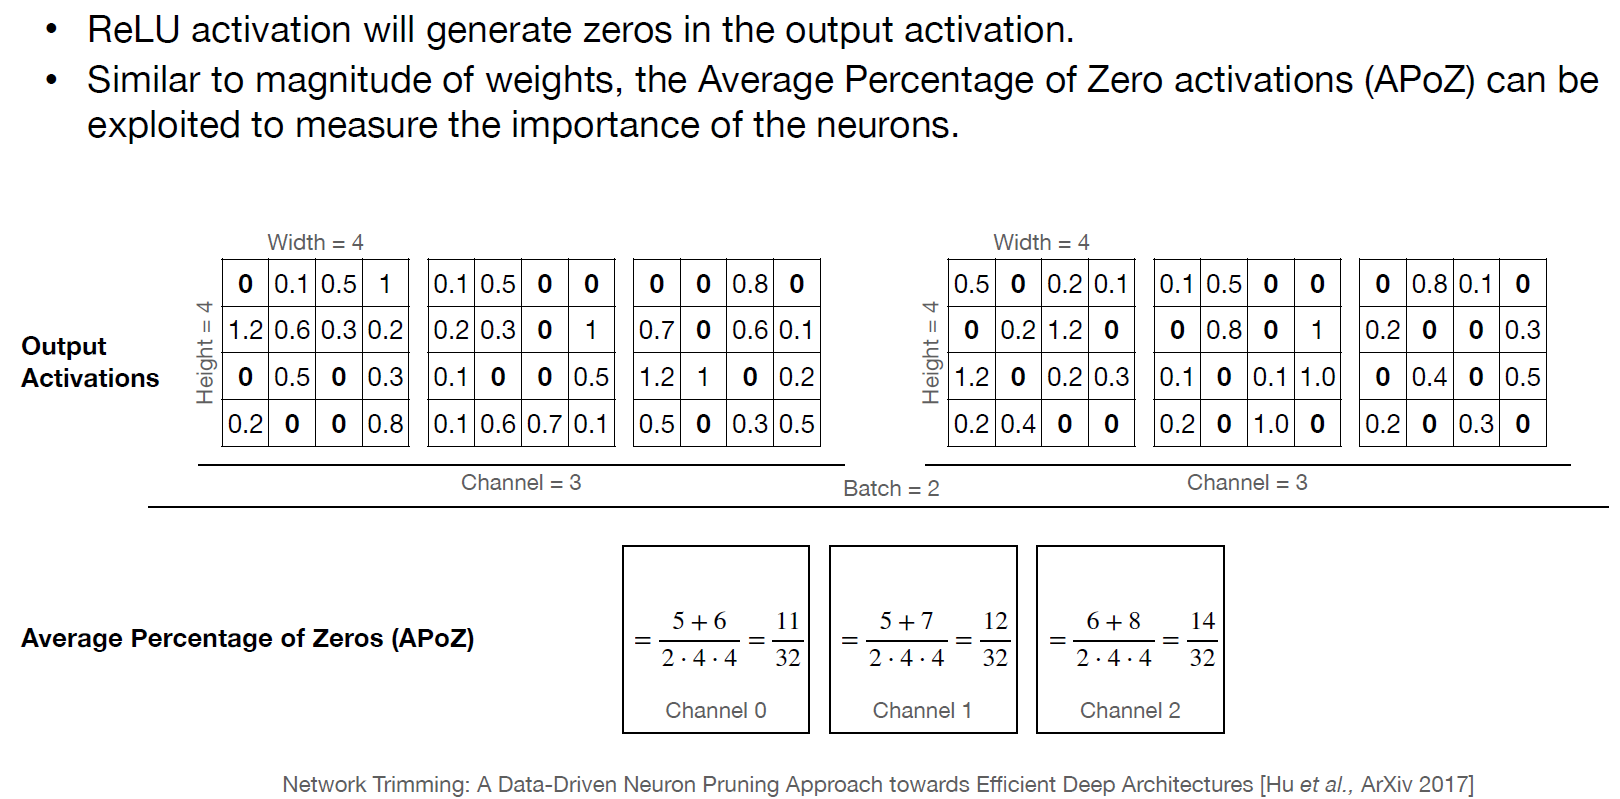 • ReLU activation will generate zeros in the output activation.
• Similar to magnitude of weights, the Average Percentage of Zero activations (APoZ) can be
exploited to measure the importance of the neurons.
Width = 4
Width = 4
Height = 4
Height = 4
Output
Activations
0 0.1 0.5 1
1.2 0.6 0.3 0.2
0 0.5 0 0.3
0.2 0 0 0.8
0.1 0.5 0 0
0.2 0.3 0 1
0.1 0 0 0.5
0.1 0.6 0.7 0.1
0 0 0.8 0
0.7 0 0.6 0.1
1.2 1 0 0.2
0.5 0 0.3 0.5
0.5 0 0.2 0.1
0 0.2 1.2 0
1.2 0 0.2 0.3
0.2 0.4 0 0
0.1 0.5 0 0
0 0.8 0 1
0.1 0 0.1 1.0
0.2 0 1.0 0
0 0.8 0.1 0
0.2 0 0 0.3
0 0.4 0 0.5
0.2 0 0.3 0
Channel = 3
Batch = 2
Channel = 3
Average Percentage of Zeros (APoZ)
= (5 + 6)/(2 · 4 · 4) = 11/32
Channel 0
= (5 + 7)/(2 · 4 · 4) = 12/32
Channel 1
= (6 + 8)/(2 · 4 · 4) = 14/32
Channel 2
Network Trimming: A Data-Driven Neuron Pruning Approach towards Efficient Deep Architectures [Hu et al., ArXiv 2017]